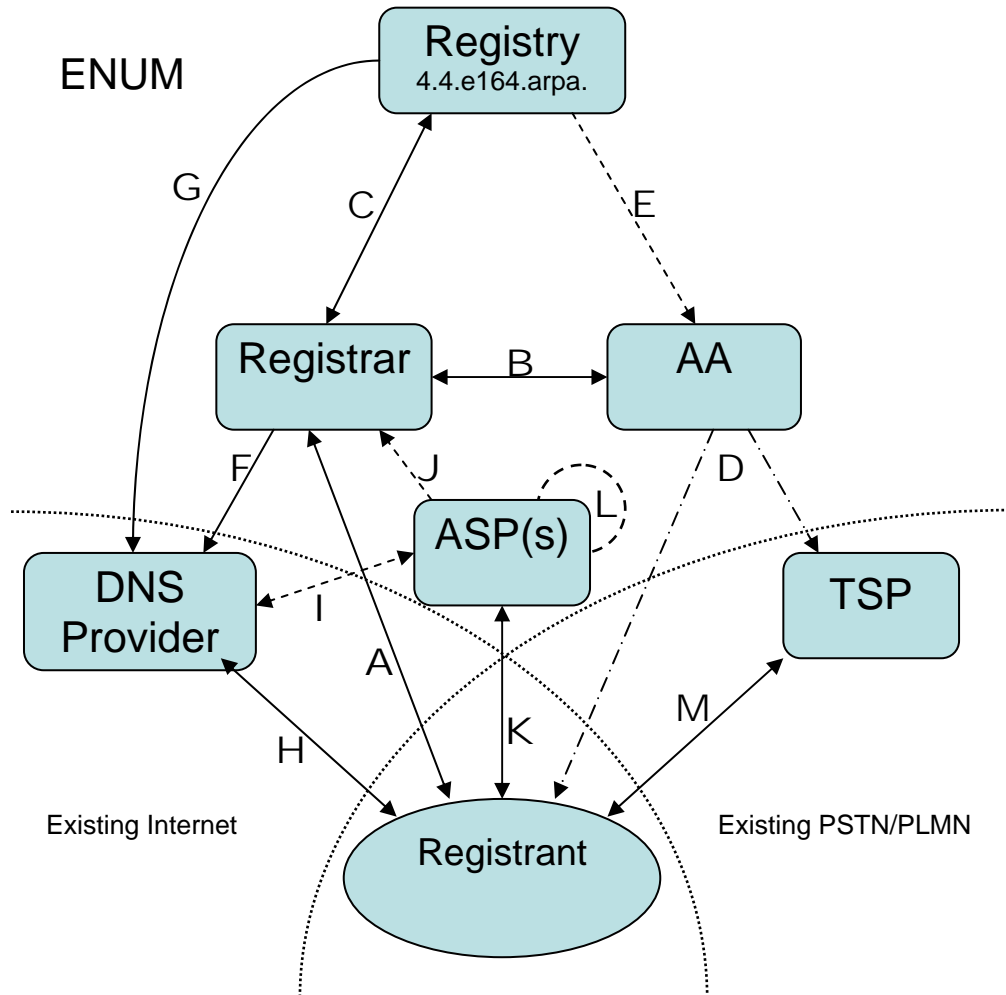 Registry
4.4.e164.arpa.
ENUM
G
C
E
Registrar
B
AA
F
J
D
L
ASP(s)
DNS
Provider
TSP
I
A
M
K
H
Existing Internet
Existing PSTN/PLMN
Registrant